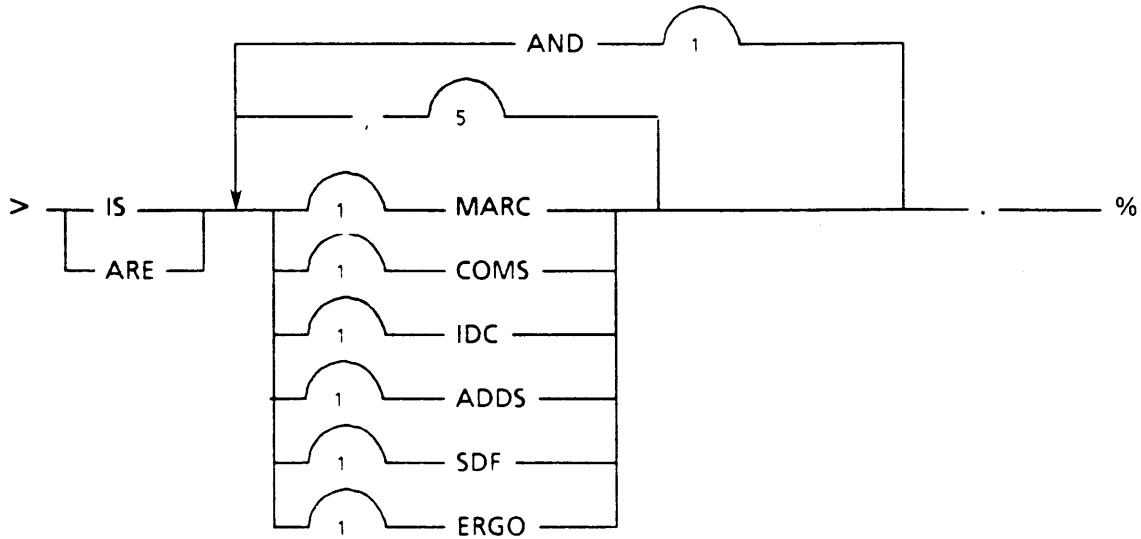 AND 1
, 5
> IS 1 MARC . %
ARE 1 COMS
1 IDC
1 ADDS
1 SDF
1 ERGO